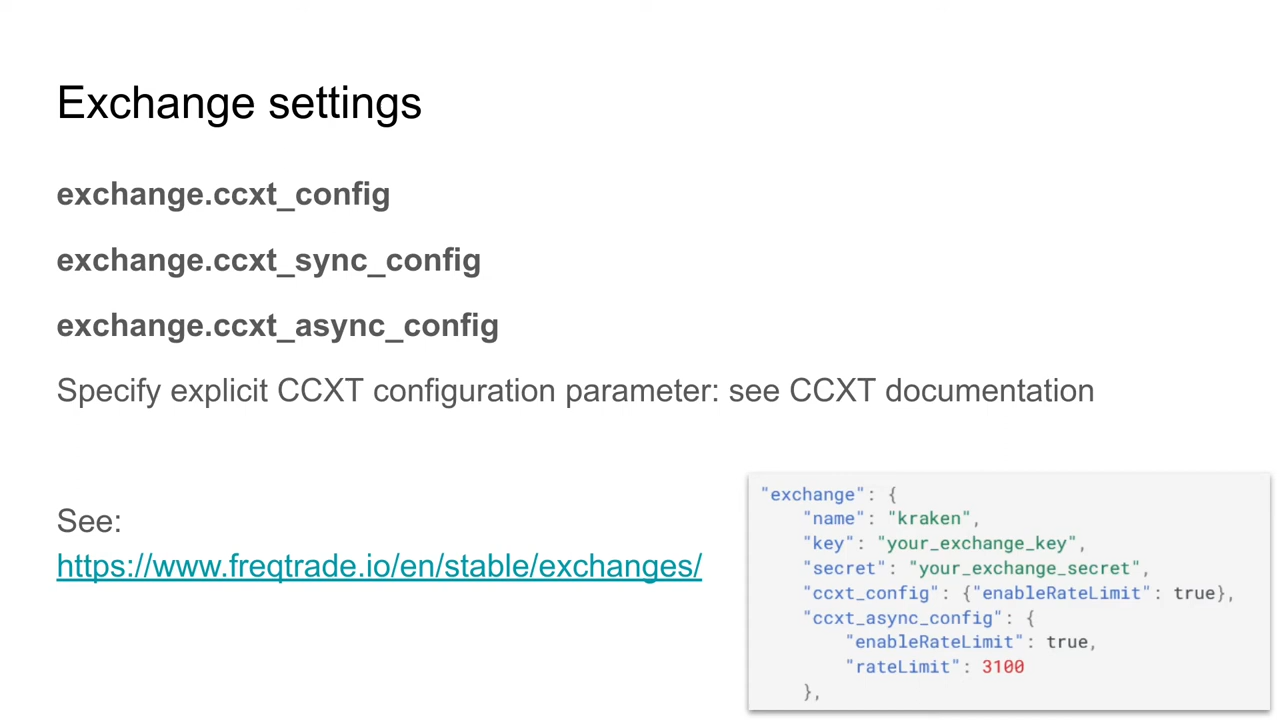 Exchange settings
exchange.ccxt_config
exchange.ccxt_sync_config
exchange.ccxt_async_config
Specify explicit CCXT configuration parameter: see CCXT documentation
See:
https://www.freqtrade.io/en/stable/exchanges/
"exchange": {
    "name": "kraken",
    "key": "your_exchange_key",
    "secret": "your_exchange_secret",
    "ccxt_config": {"enableRateLimit": true},
    "ccxt_async_config": {
        "enableRateLimit": true,
        "rateLimit": 3100
    },